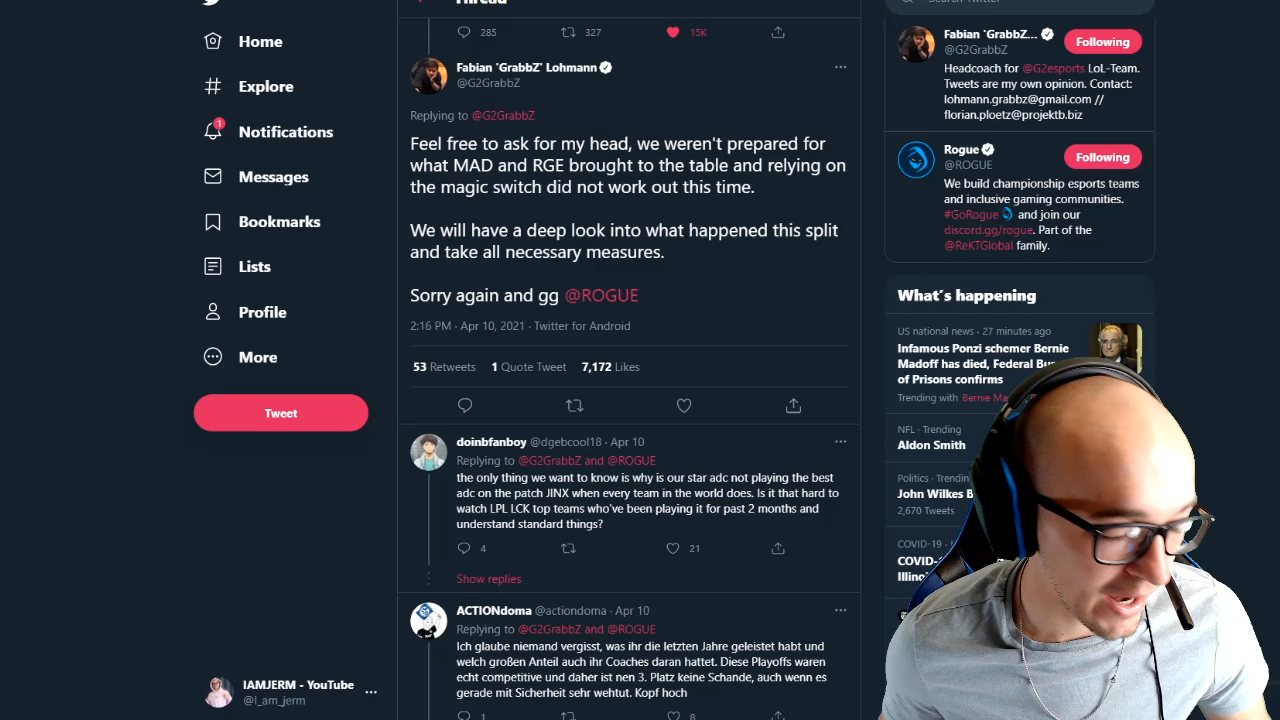 Thread
Search Twitter
Home
Explore
1
Notifications
Messages
Bookmarks
Lists
Profile
More
Tweet
IAMJERM - YouTube
@I_am_jerm
285 327 15K
Fabian 'GrabbZ' Lohmann
@G2GrabbZ
Replying to @G2GrabbZ
Feel free to ask for my head, we weren't prepared for
what MAD and RGE brought to the table and relying on
the magic switch did not work out this time.
We will have a deep look into what happened this split
and take all necessary measures.
Sorry again and gg @ROGUE
2:16 PM · Apr 10, 2021 · Twitter for Android
53 Retweets 1 Quote Tweet 7,172 Likes
doinbfanboy @dgebcool18 · Apr 10
Replying to @G2GrabbZ and @ROGUE
the only thing we want to know is why is our star adc not playing the best
adc on the patch JINX when every team in the world does. Is it that hard to
watch LPL LCK top teams who've been playing it for past 2 months and
understand standard things?
4 21
Show replies
ACTIONdoma @actiondoma · Apr 10
Replying to @G2GrabbZ and @ROGUE
Ich glaube niemand vergisst, was ihr die letzten Jahre geleistet habt und
welch großen Anteil auch ihr Coaches daran hattet. Diese Playoffs waren
echt competitive und daher ist nen 3. Platz keine Schande, auch wenn es
gerade mit Sicherheit sehr wehtut. Kopf hoch
1 8
Fabian 'GrabbZ...
@G2GrabbZ
Following
Headcoach for @G2esports LoL-Team.
Tweets are my own opinion. Contact:
lohmann.grabbz@gmail.com //
florian.ploetz@projektb.biz
Rogue
@ROGUE
Following
We build championship esports teams
and inclusive gaming communities.
#GoRogue and join our
discord.gg/rogue. Part of the
@ReKTGlobal family.
What's happening
US national news · 27 minutes ago
Infamous Ponzi schemer Bernie
Madoff has died, Federal
of Prisons confirms
Trending with Bernie
NFL · Trending
Aldon Smith
Politics ·
John Wilkes
2,670 Tweets
COVID-19